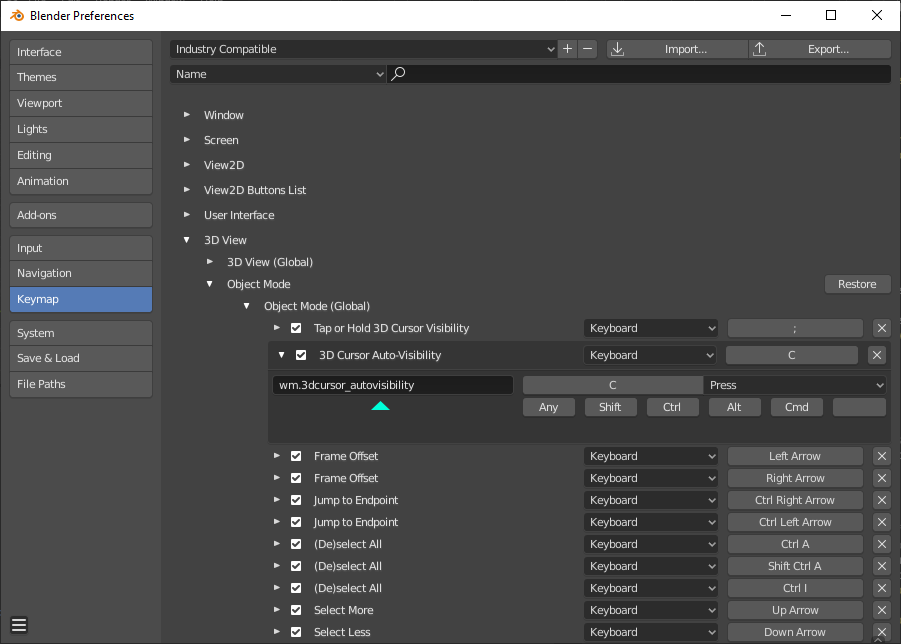 Blender Preferences
Interface
Themes
Viewport
Lights
Editing
Animation
Add-ons
Input
Navigation
Keymap
System
Save & Load
File Paths
Industry Compatible
Import...
Export...
Name
Window
Screen
View2D
View2D Buttons List
User Interface
3D View
3D View (Global)
Object Mode
Restore
Object Mode (Global)
Tap or Hold 3D Cursor Visibility Keyboard ;
3D Cursor Auto-Visibility Keyboard C
wm.3dcursor_autovisibility C Press
Any Shift Ctrl Alt Cmd
Frame Offset Keyboard Left Arrow
Frame Offset Keyboard Right Arrow
Jump to Endpoint Keyboard Ctrl Right Arrow
Jump to Endpoint Keyboard Ctrl Left Arrow
(De)select All Keyboard Ctrl A
(De)select All Keyboard Shift Ctrl A
(De)select All Keyboard Ctrl I
Select More Keyboard Up Arrow
Select Less Keyboard Down Arrow